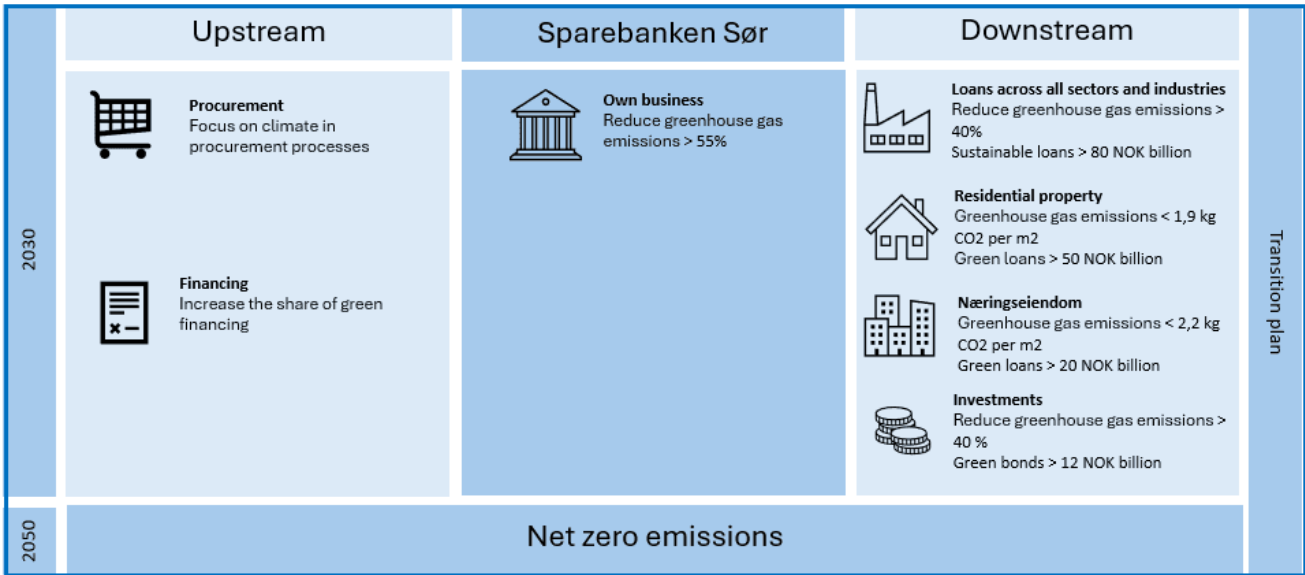 Upstream
Sparebanken Sør
Downstream
2030
Procurement
Focus on climate in
procurement processes
Financing
Increase the share of green
financing
Own business
Reduce greenhouse gas
emissions > 55%
Loans across all sectors and industries
Reduce greenhouse gas emissions >
40%
Sustainable loans > 80 NOK billion
Residential property
Greenhouse gas emissions < 1,9 kg
CO2 per m2
Green loans > 50 NOK billion
Næringseiendom
Greenhouse gas emissions < 2,2 kg
CO2 per m2
Green loans > 20 NOK billion
Investments
Reduce greenhouse gas emissions >
40 %
Green bonds > 12 NOK billion
Transition plan
2050
Net zero emissions